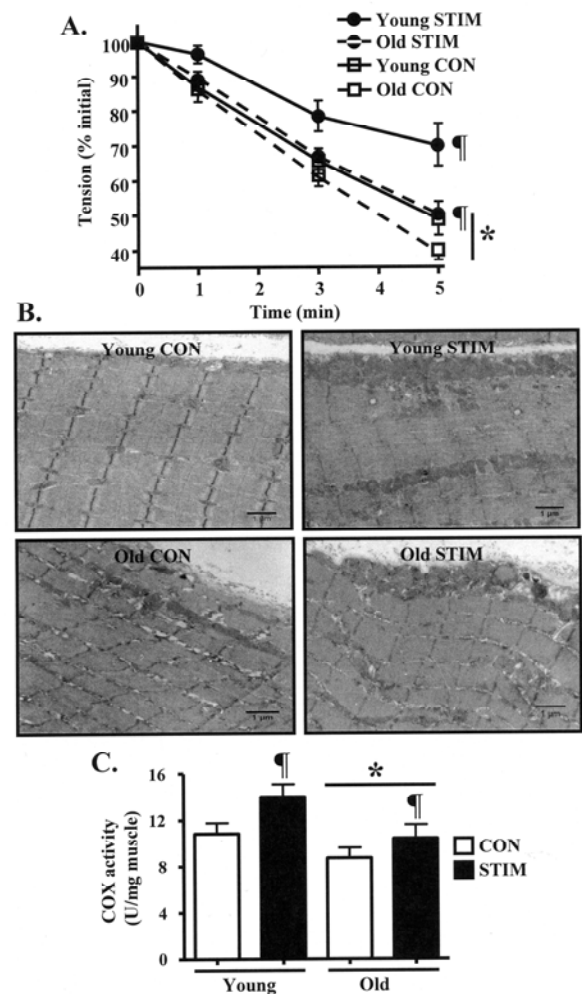 A.
Young STIM
Old STIM
Young CON
Old CON
Tension (% initial)
100
90
80
70
60
50
40
¶
¶
*
0 1 2 3 4 5
Time (min)
B.
Young CON
1 µm
Young STIM
1 µm
Old CON
1 µm
Old STIM
1 µm
C.
COX activity
(U/mg muscle)
16
12
8
4
0
¶
*
¶
CON
STIM
Young Old